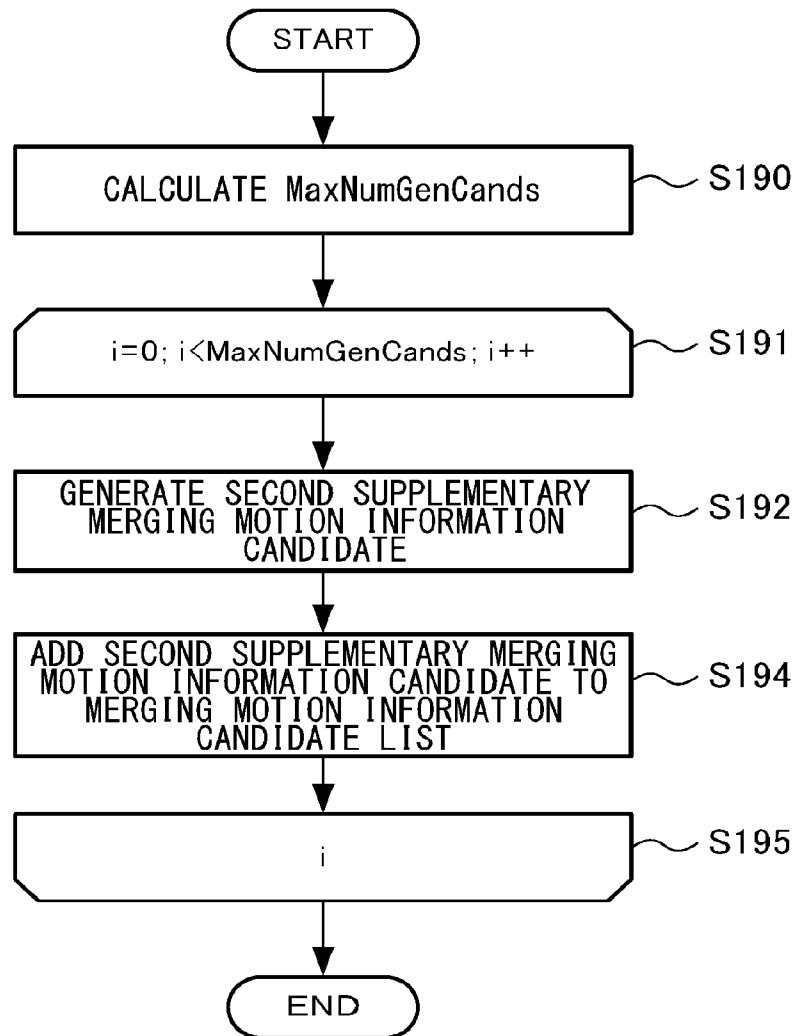 START
CALCULATE MaxNumGenCands
S190
i=0; i<MaxNumGenCands; i++
S191
GENERATE SECOND SUPPLEMENTARY
MERGING MOTION INFORMATION
CANDIDATE
S192
ADD SECOND SUPPLEMENTARY MERGING
MOTION INFORMATION CANDIDATE TO
MERGING MOTION INFORMATION
CANDIDATE LIST
S194
i
S195
END